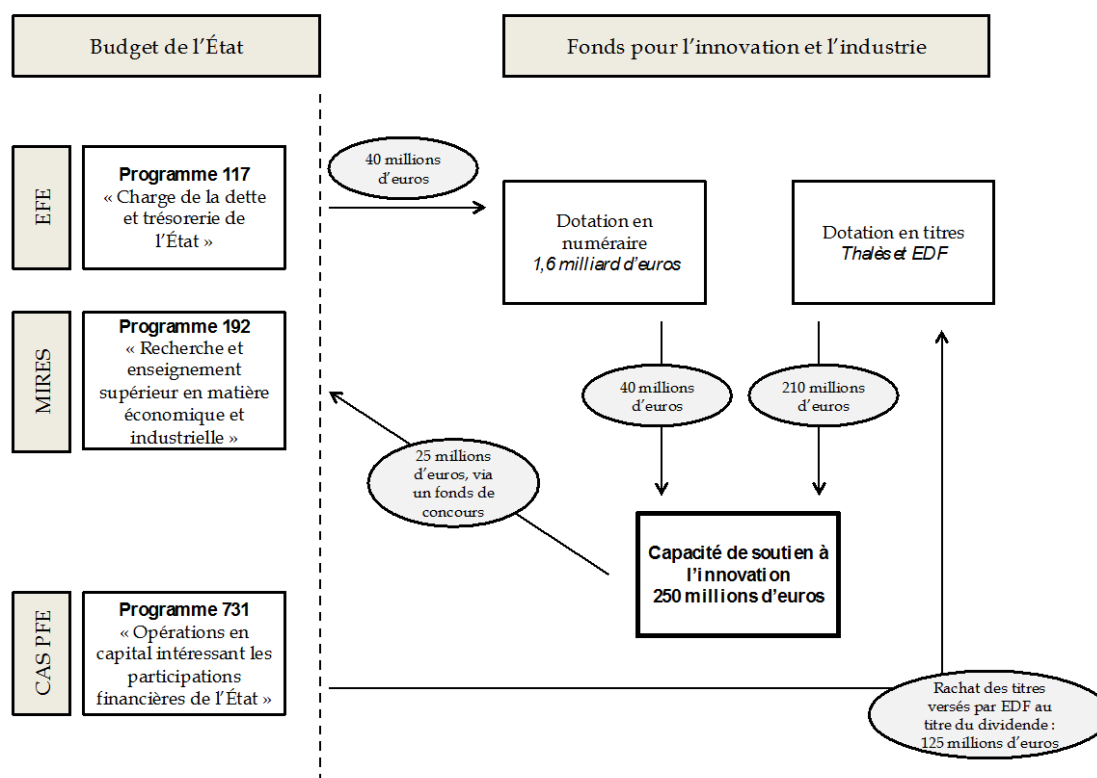 Budget de l’État
Fonds pour l’innovation et l’industrie
EFE
Programme 117
« Charge de la dette
et trésorerie de
l’État »
40 millions
d’euros
Dotation en
numéraire
1,6 milliard d’euros
Dotation en titres
Thalès et EDF
MIRES
Programme 192
« Recherche et
enseignement
supérieur en matière
économique et
industrielle »
40 millions
d’euros
210 millions
d’euros
25 millions
d’euros, via
un fonds de
concours
Capacité de soutien à
l’innovation
250 millions d’euros
CAS PFE
Programme 731
« Opérations en
capital intéressant les
participations
financières de l’État »
Rachat des titres
versés par EDF au
titre du dividende :
125 millions d’euros